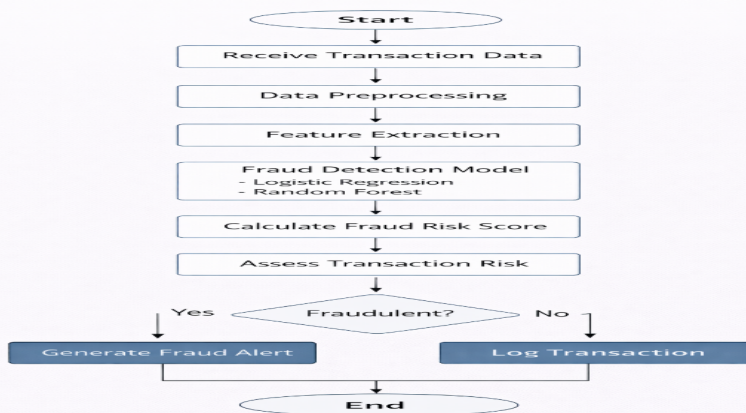 Start
Receive Transaction Data
Data Preprocessing
Feature Extraction
Fraud Detection Model
- Logistic Regression
- Random Forest
Calculate Fraud Risk Score
Assess Transaction Risk
Yes
Fraudulent?
No
Generate Fraud Alert
Log Transaction
End